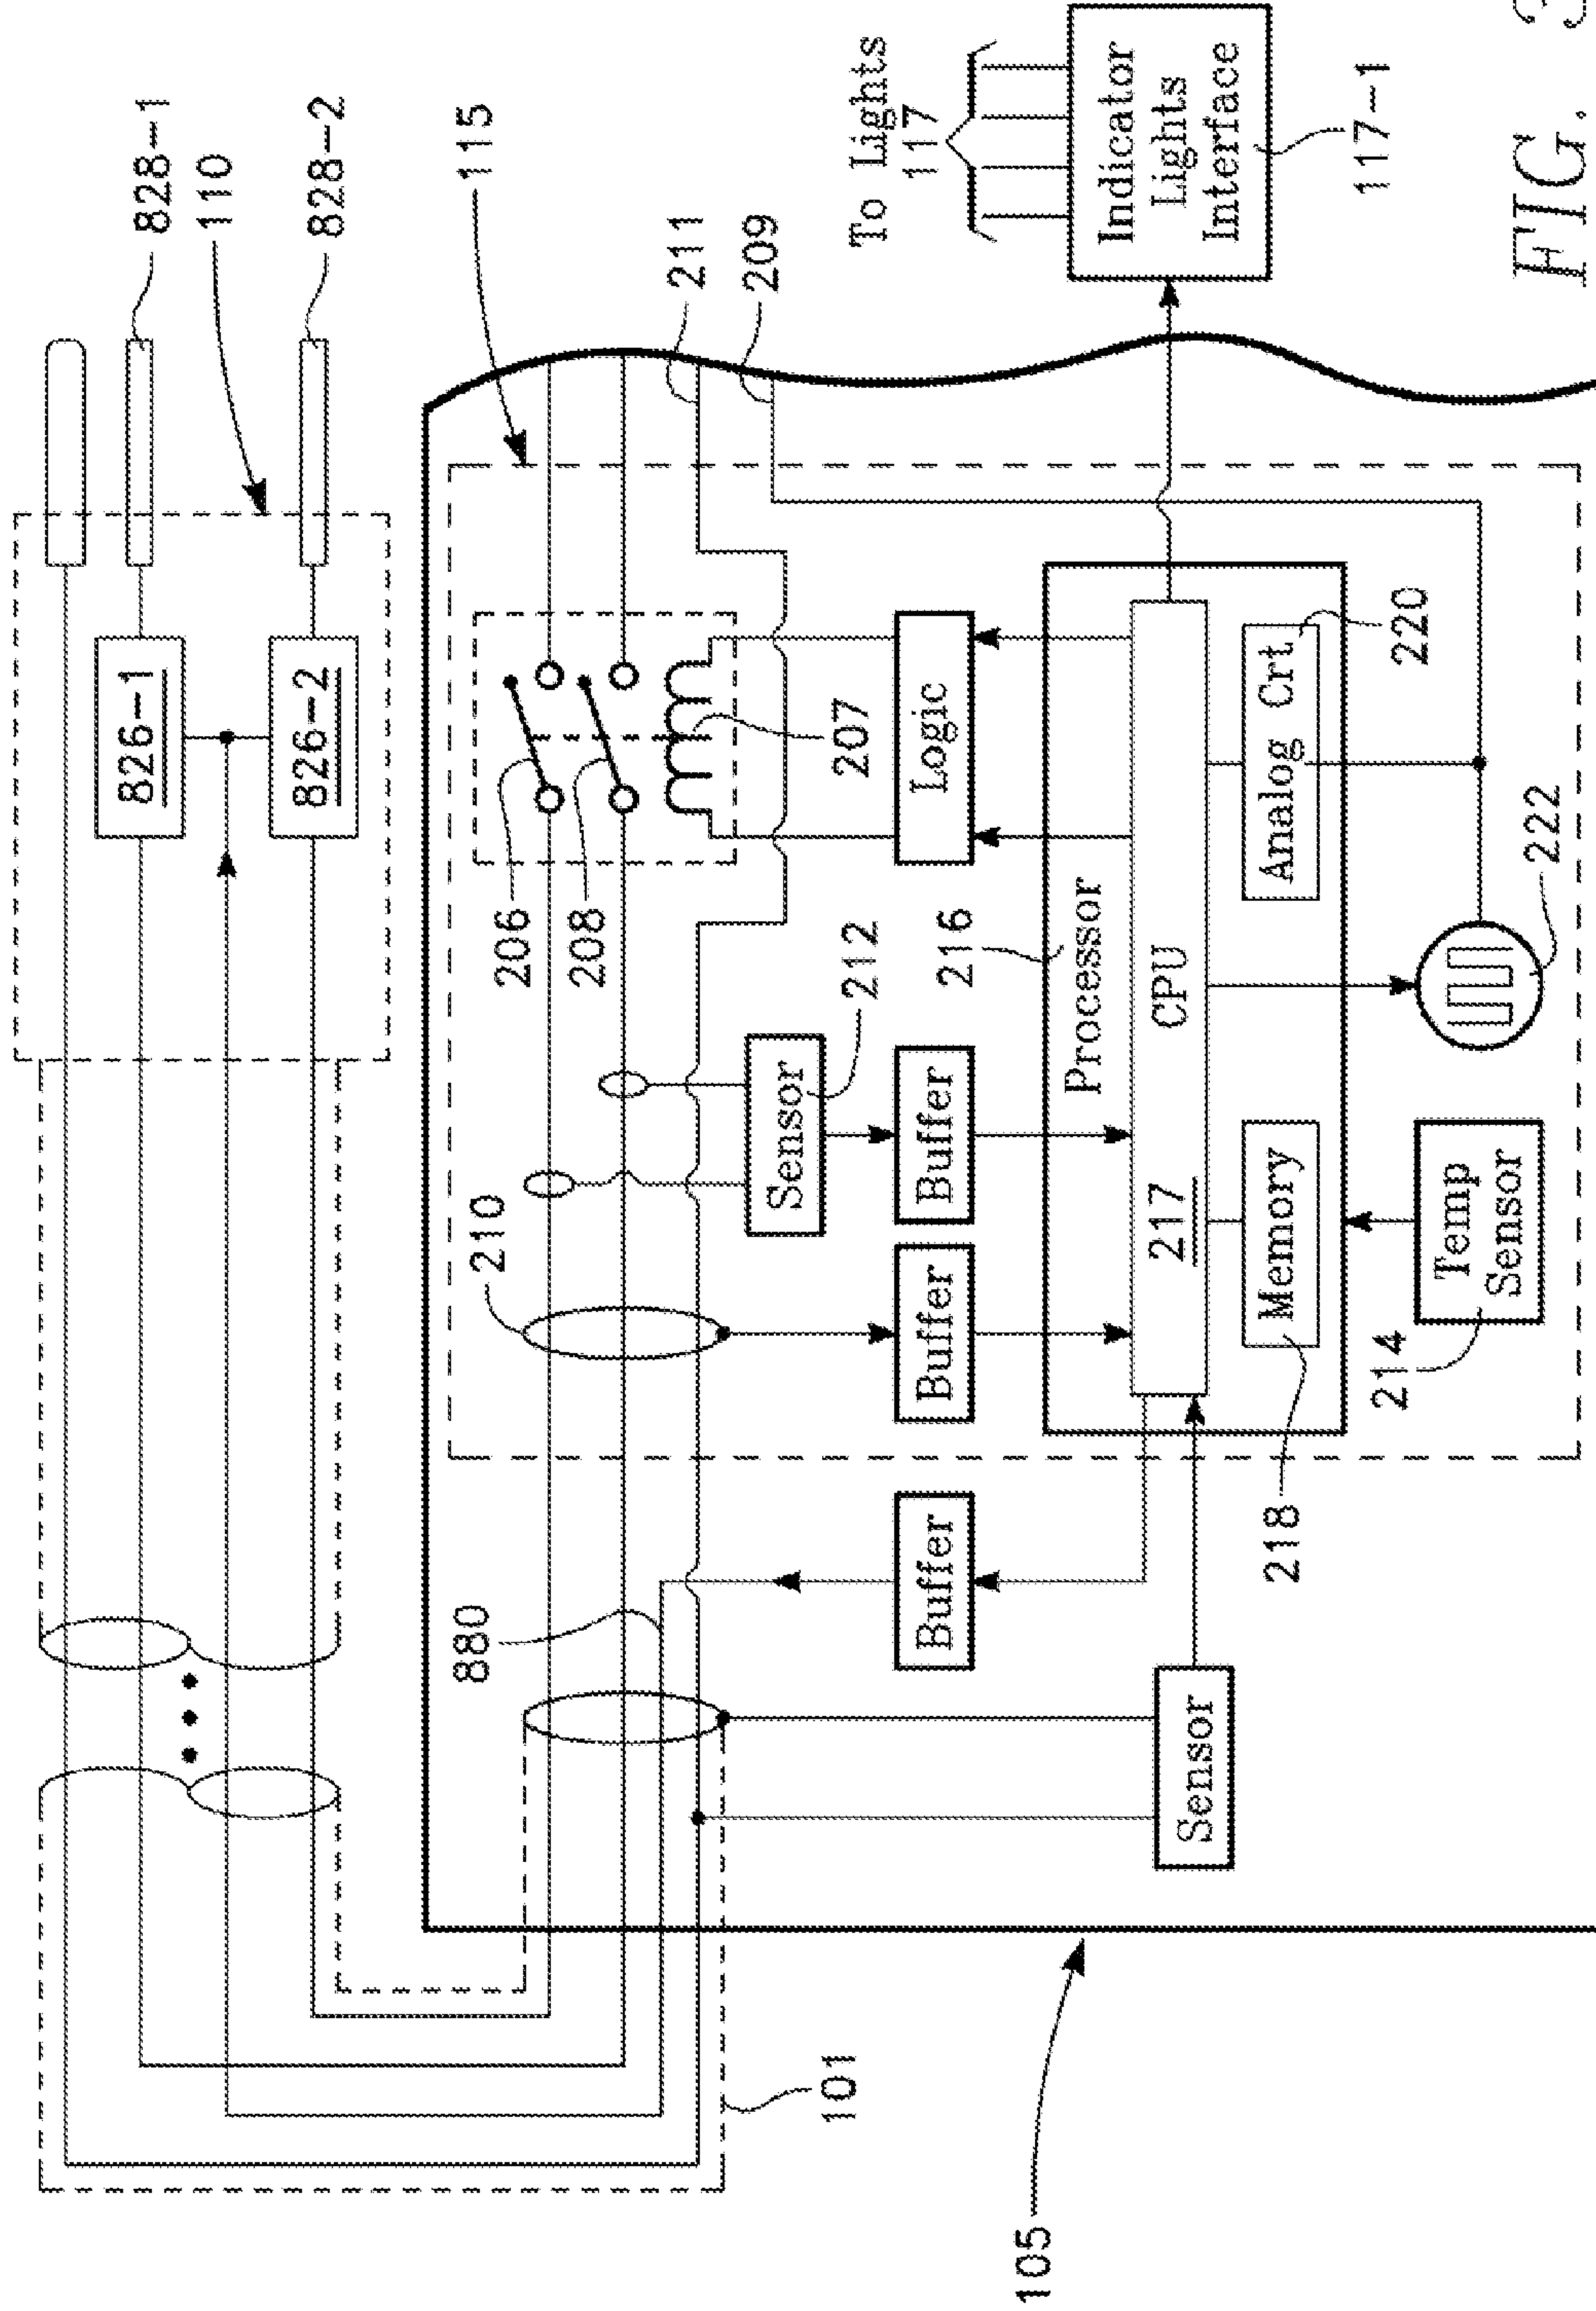 828-1
110
828-2
826-1
826-2
115
211
209
To Lights
117
Indicator
Lights
Interface
117-1
206
208
207
Logic
210
212
Sensor
216
Processor
CPU
217
Analog Crt
220
222
Buffer
Buffer
Memory
218
Temp
Sensor
214
880
Buffer
Sensor
101
105
FIG. 3